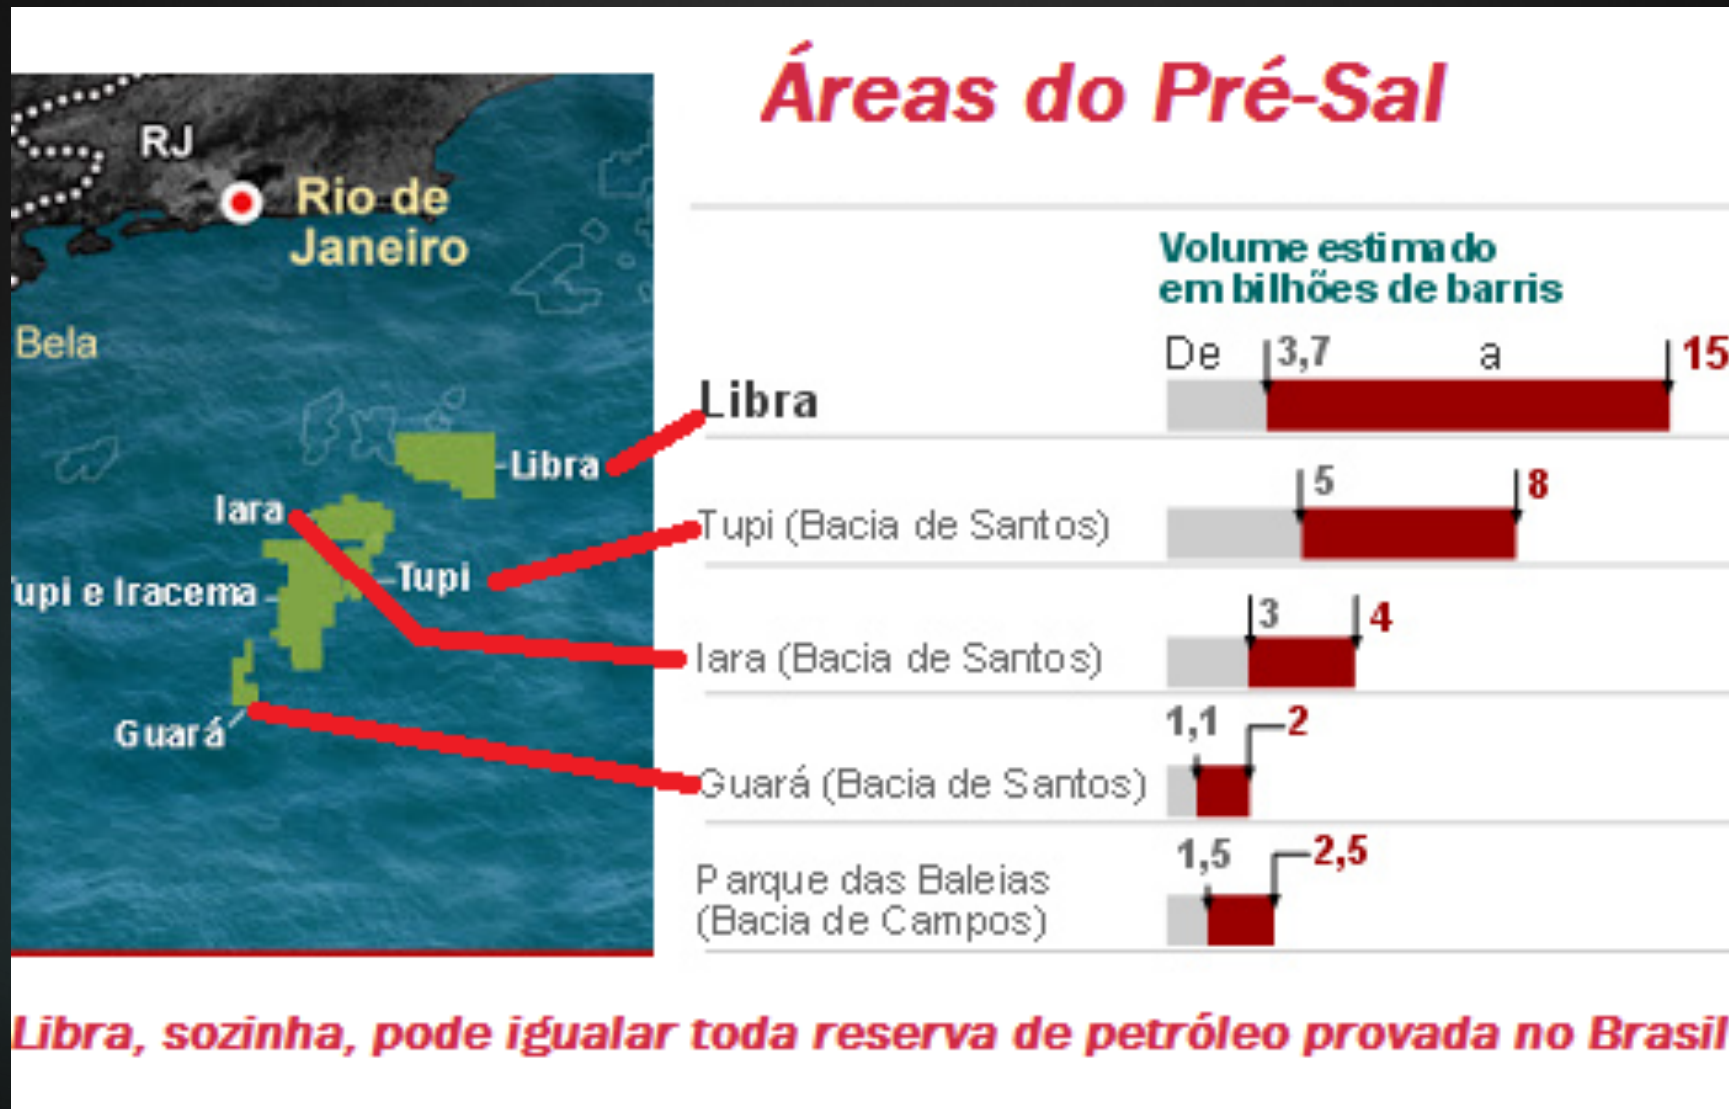 Áreas do Pré-Sal
RJ
Rio de
Janeiro
Bela
Iara
Libra
Tupi
upi e Iracema
Guará
Volume estimado
em bilhões de barris
De 3,7 a 15
Libra
5 8
Tupi (Bacia de Santos)
3 4
Iara (Bacia de Santos)
1,1 2
Guará (Bacia de Santos)
1,5 2,5
Parque das Baleias
(Bacia de Campos)
Libra, sozinha, pode igualar toda reserva de petróleo provada no Brasil